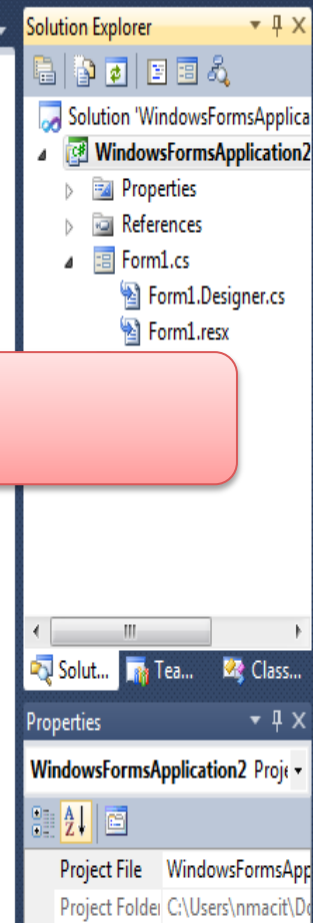 Solution Explorer
Solution 'WindowsFormsApplica
WindowsFormsApplication2
Properties
References
Form1.cs
Form1.Designer.cs
Form1.resx
Solut... Tea... Class...
Properties
WindowsFormsApplication2 Proje
Project File WindowsFormsApp
Project Folder C:\Users\nmacit\Do